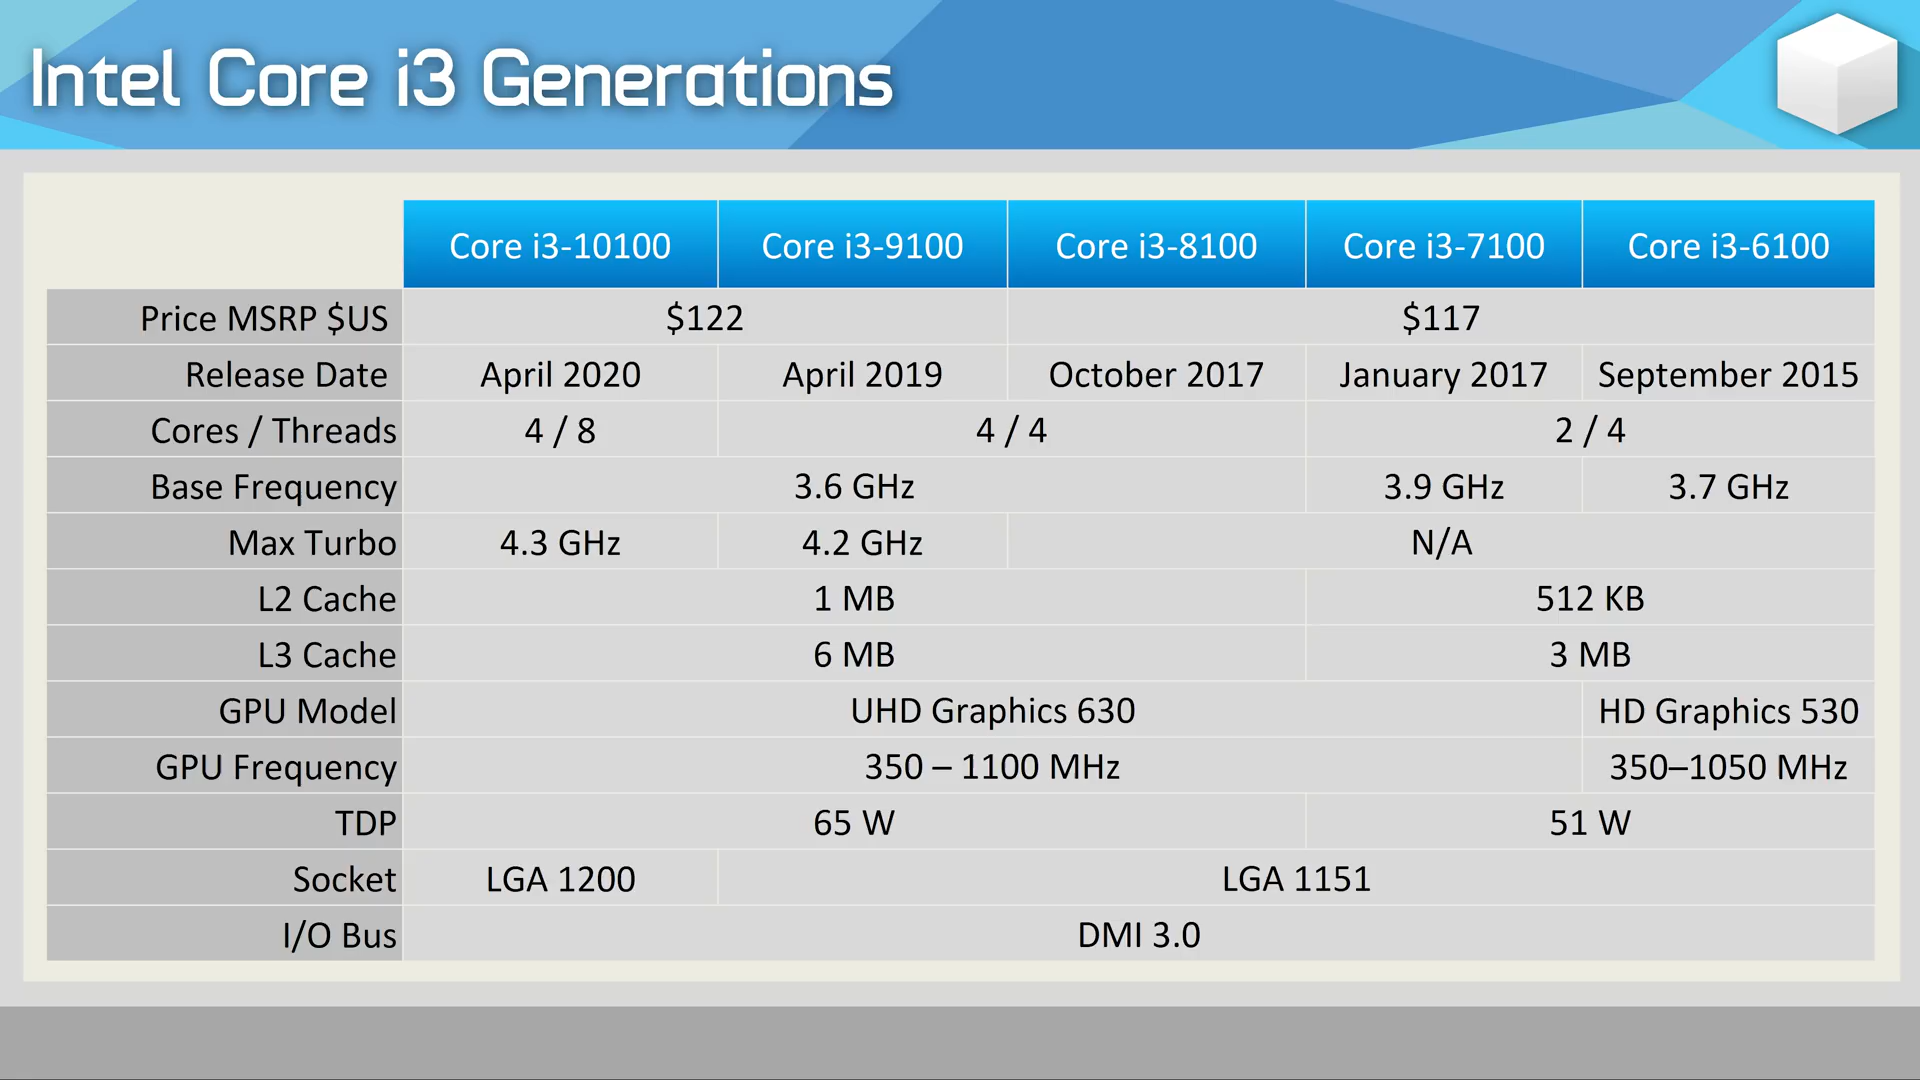 Intel Core i3 Generations
Core i3-10100 Core i3-9100 Core i3-8100 Core i3-7100 Core i3-6100
Price MSRP $US $122 $117
Release Date April 2020 April 2019 October 2017 January 2017 September 2015
Cores / Threads 4 / 8 4 / 4 2 / 4
Base Frequency 3.6 GHz 3.9 GHz 3.7 GHz
Max Turbo 4.3 GHz 4.2 GHz N/A
L2 Cache 1 MB 512 KB
L3 Cache 6 MB 3 MB
GPU Model UHD Graphics 630 HD Graphics 530
GPU Frequency 350 – 1100 MHz 350–1050 MHz
TDP 65 W 51 W
Socket LGA 1200 LGA 1151
I/O Bus DMI 3.0